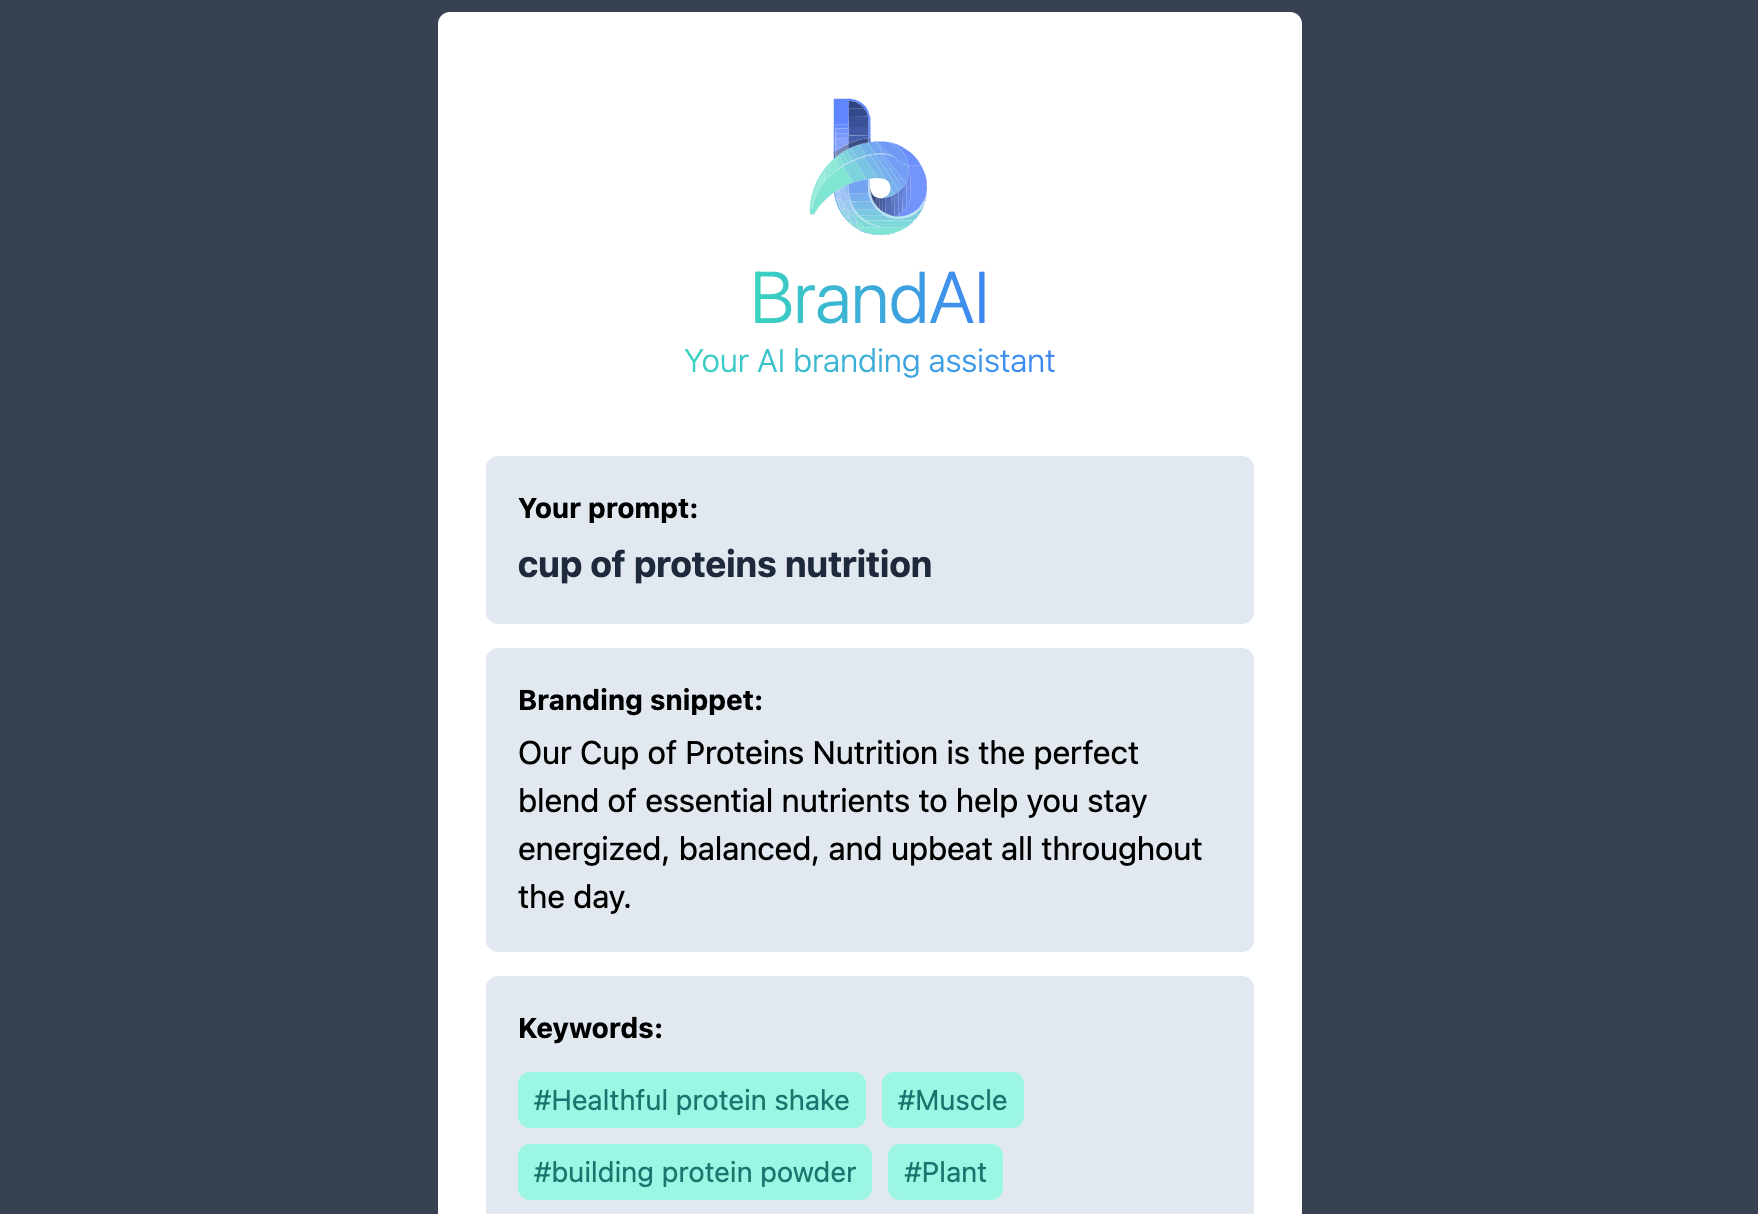 BrandAI
Your AI branding assistant
Your prompt:
cup of proteins nutrition
Branding snippet:
Our Cup of Proteins Nutrition is the perfect
blend of essential nutrients to help you stay
energized, balanced, and upbeat all throughout
the day.
Keywords:
#Healthful protein shake #Muscle
#building protein powder #Plant